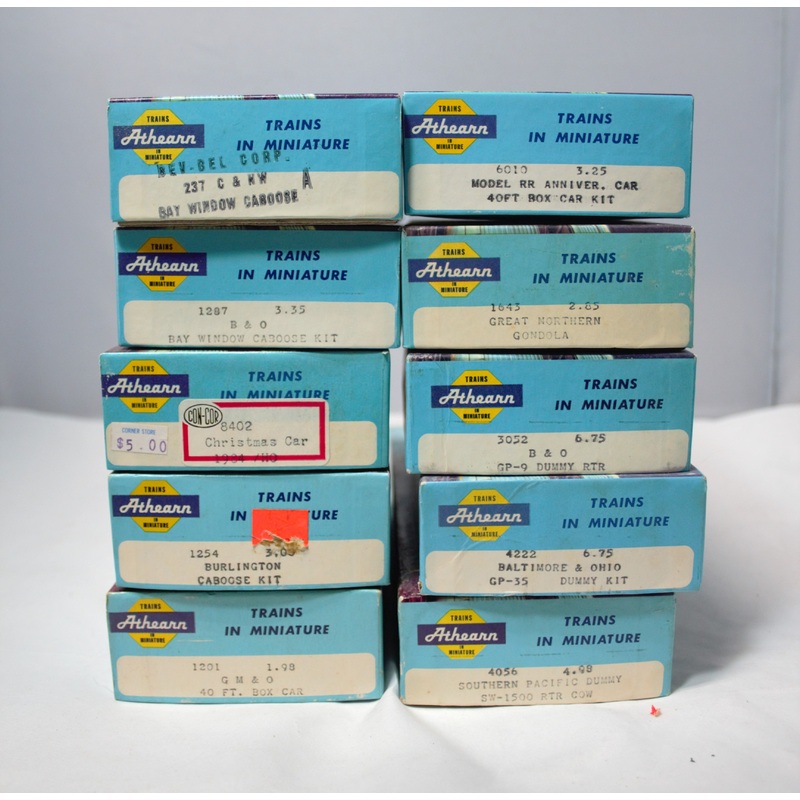 TRAINS
Athearn
IN
MINIATURE
TRAINS
IN MINIATURE
REV-BEL CORP.
237 C & NW A
BAY WINDOW CABOOSE
TRAINS
Athearn
IN
MINIATURE
TRAINS
IN MINIATURE
6010 3.25
MODEL RR ANNIVER. CAR
40FT BOX CAR KIT
TRAINS
Athearn
IN
MINIATURE
TRAINS
IN MINIATURE
1287 3.35
B & O
BAY WINDOW CABOOSE KIT
TRAINS
Athearn
IN
MINIATURE
TRAINS
IN MINIATURE
1643 2.85
GREAT NORTHERN
GONDOLA
TRAINS
Athearn
TRAINS
IN MINIATURE
CORNER STORE
$5.00
CON-COR
8402
Christmas Car
1984 /HO
TRAINS
Athearn
IN
MINIATURE
TRAINS
IN MINIATURE
3052 6.75
B & O
GP-9 DUMMY RTR
TRAINS
Athearn
IN
MINIATURE
TRAINS
IN URE
1254 3.00
BURLINGTON
CABOOSE KIT
TRAINS
Athearn
IN
MINIATURE
TRAINS
IN MINIATURE
4222 6.75
BALTIMORE & OHIO
GP-35 DUMMY KIT
TRAINS
Athearn
IN
MINIATURE
TRAINS
IN MINIATURE
1201 1.98
G M & O
40 FT. BOX CAR
TRAINS
Athearn
IN
MINIATURE
TRAINS
IN MINIATURE
4056 4.98
SOUTHERN PACIFIC DUMMY
SW-1500 RTR COW